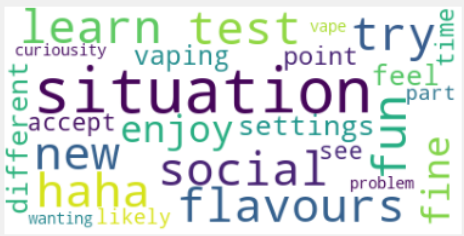 learn test vape try time
curiousity vaping point
situation feel
different accept enjoy settings part
new social see fun
haha flavours problem fine
wanting likely